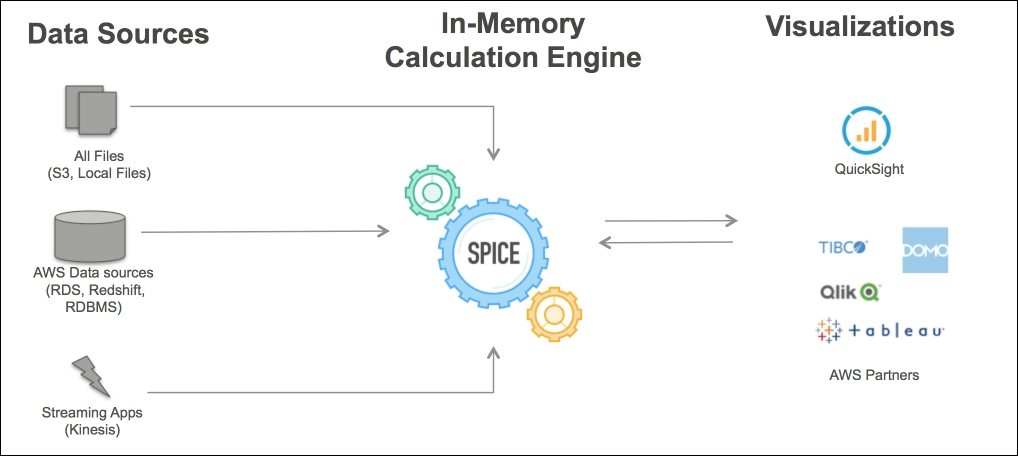 Data Sources
In-Memory
Calculation Engine
Visualizations
All Files
(S3, Local Files)
AWS Data sources
(RDS, Redshift,
RDBMS)
Streaming Apps
(Kinesis)
SPICE
QuickSight
TIBCO
DOMO
Qlik
+ableau
AWS Partners